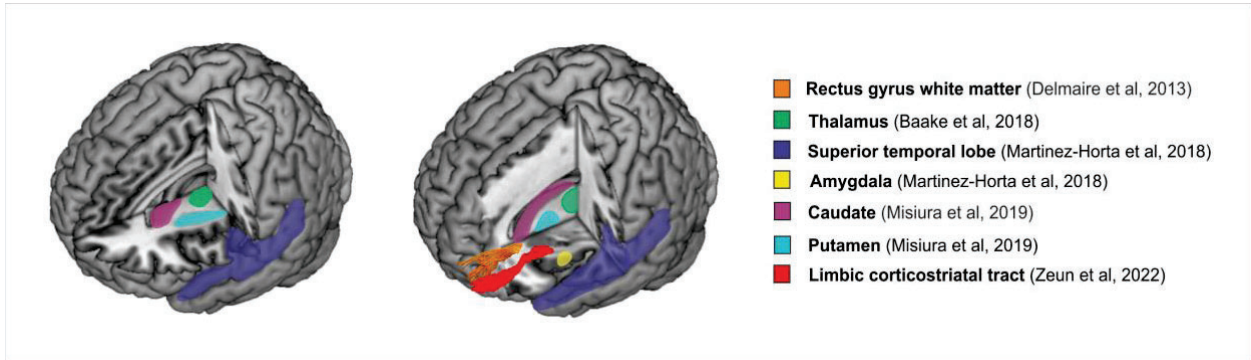 Rectus gyrus white matter (Delmaire et al, 2013)
Thalamus (Baake et al, 2018)
Superior temporal lobe (Martinez-Horta et al, 2018)
Amygdala (Martinez-Horta et al, 2018)
Caudate (Misiura et al, 2019)
Putamen (Misiura et al, 2019)
Limbic corticostriatal tract (Zeun et al, 2022)